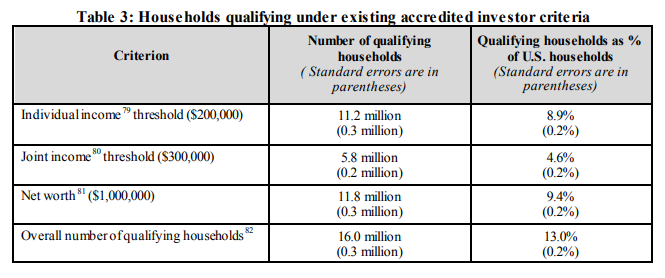 Table 3: Households qualifying under existing accredited investor criteria
Criterion
Number of qualifying
households
( Standard errors are in
parentheses)
Qualifying households as %
of U.S. households
(Standard errors are in
parentheses)
Individual income 79 threshold ($200,000)
11.2 million
(0.3 million)
8.9%
(0.2%)
Joint income 80 threshold ($300,000)
5.8 million
(0.2 million)
4.6%
(0.2%)
Net worth 81 ($1,000,000)
11.8 million
(0.3 million)
9.4%
(0.2%)
Overall number of qualifying households 82
16.0 million
(0.3 million)
13.0%
(0.2%)